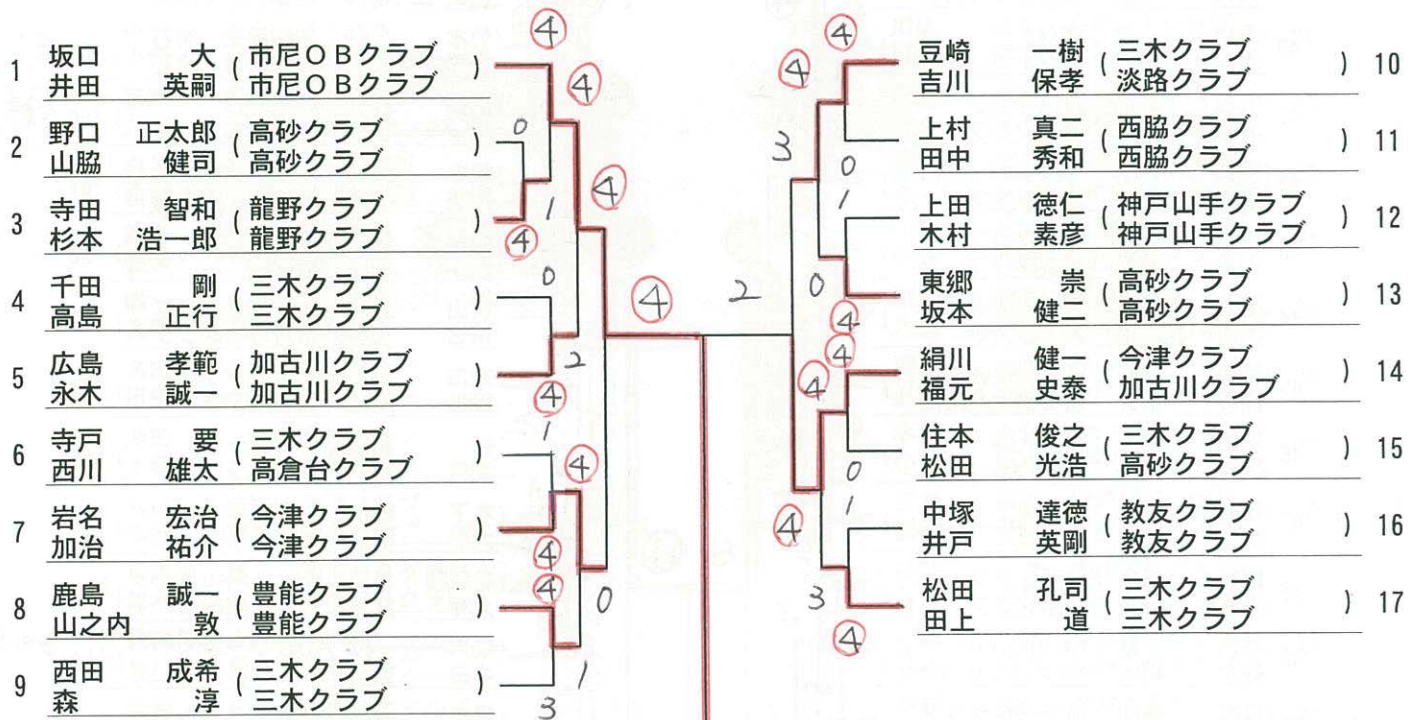 1 坂口 大 ( 市尼OBクラブ )
井田 英嗣 市尼OBクラブ
2 野口 正太郎 ( 高砂クラブ )
山脇 健司 高砂クラブ
3 寺田 智和 ( 龍野クラブ )
杉本 浩一郎 龍野クラブ
4 千田 剛 ( 三木クラブ )
高島 正行 三木クラブ
5 広島 孝範 ( 加古川クラブ )
永木 誠一 加古川クラブ
6 寺戸 要 ( 三木クラブ )
西川 雄太 高倉台クラブ
7 岩名 宏治 ( 今津クラブ )
加治 祐介 今津クラブ
8 鹿島 誠一 ( 豊能クラブ )
山之内 敦 豊能クラブ
9 西田 成希 ( 三木クラブ )
森 淳 三木クラブ
④
④
0
④
1
④
0
④
2
④
1
④
④
④
0
1
3
2
④
④
3
0
1
0
④
④
④
0
④
1
3
④
豆崎 一樹 ( 三木クラブ ) 10
吉川 保孝 淡路クラブ
上村 真二 ( 西脇クラブ ) 11
田中 秀和 西脇クラブ
上田 徳仁 ( 神戸山手クラブ ) 12
木村 素彦 神戸山手クラブ
東郷 崇 ( 高砂クラブ ) 13
坂本 健二 高砂クラブ
絹川 健一 ( 今津クラブ ) 14
福元 史泰 加古川クラブ
住本 俊之 ( 三木クラブ ) 15
松田 光浩 高砂クラブ
中塚 達徳 ( 教友クラブ ) 16
井戸 英剛 教友クラブ
松田 孔司 ( 三木クラブ ) 17
田上 道 三木クラブ